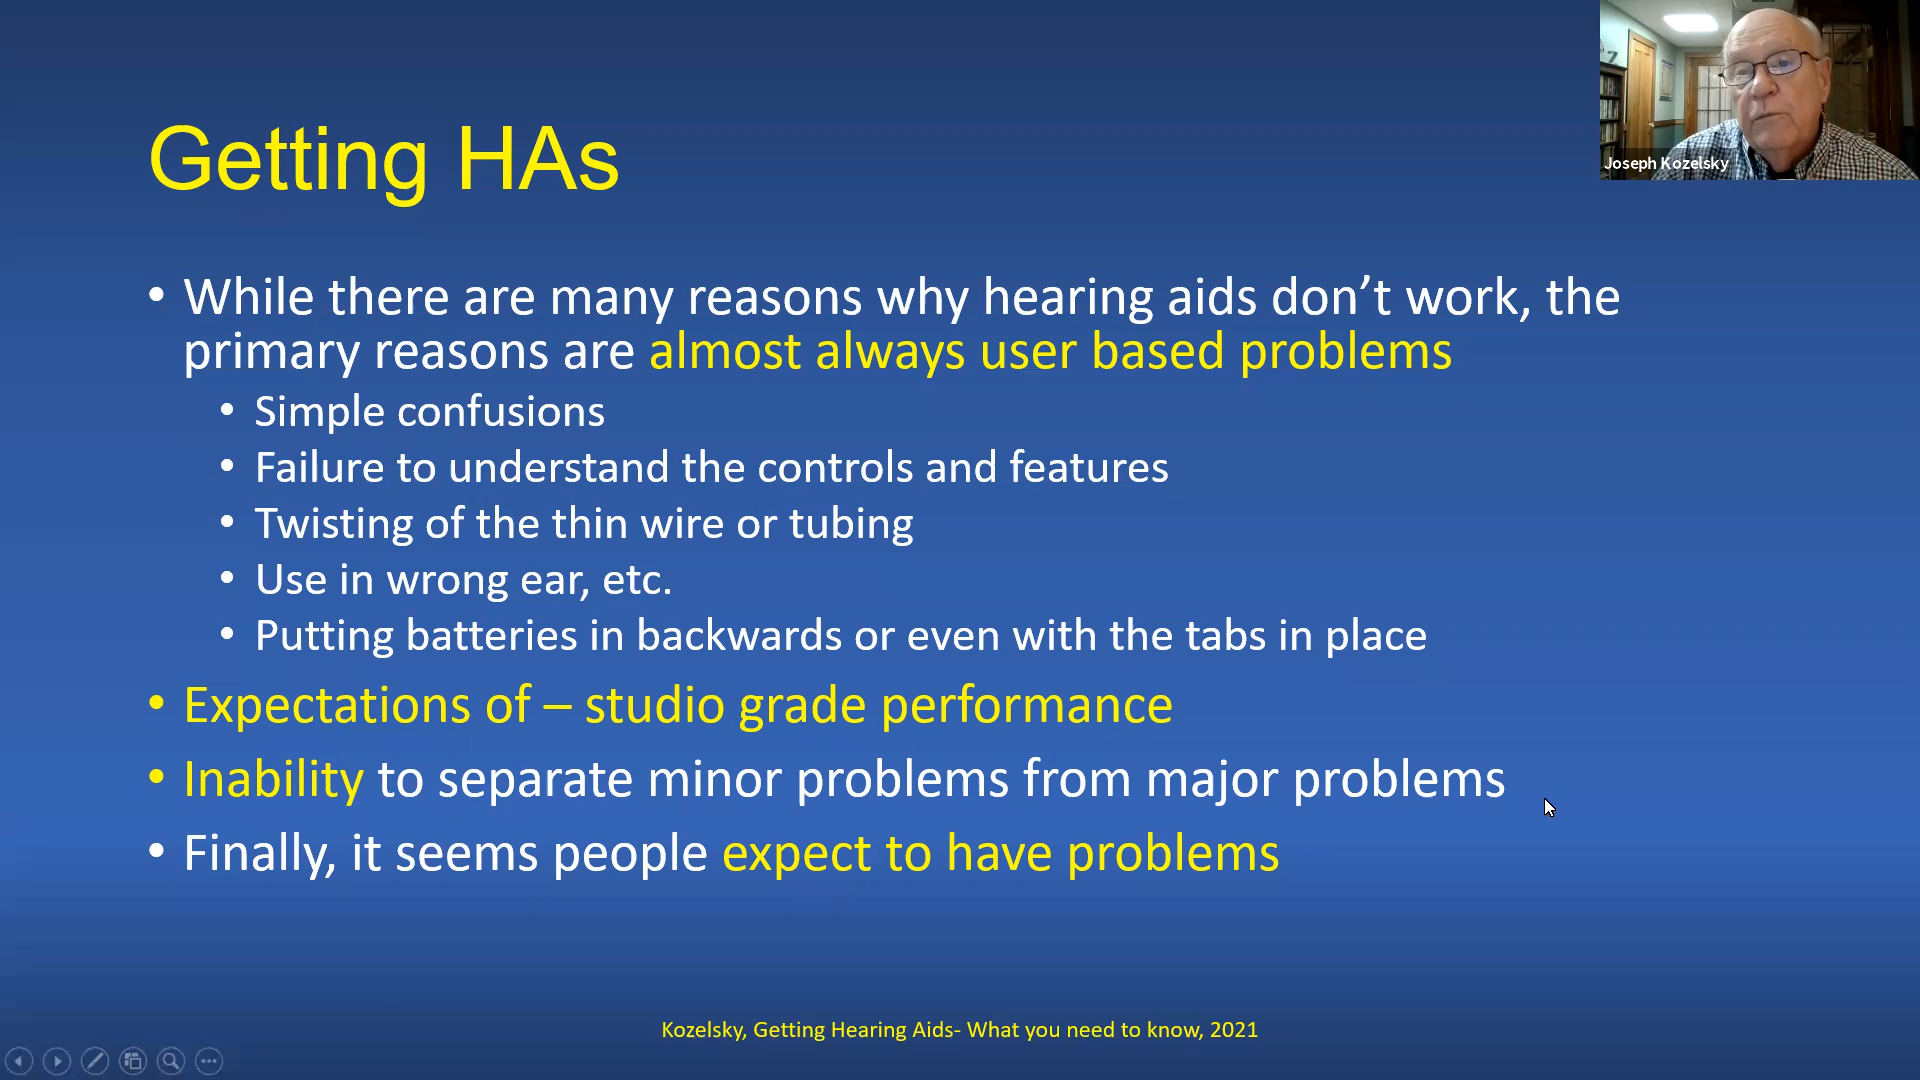 Getting HAs
Joseph Kozelsky
• While there are many reasons why hearing aids don’t work, the
primary reasons are almost always user based problems
• Simple confusions
• Failure to understand the controls and features
• Twisting of the thin wire or tubing
• Use in wrong ear, etc.
• Putting batteries in backwards or even with the tabs in place
• Expectations of – studio grade performance
• Inability to separate minor problems from major problems
• Finally, it seems people expect to have problems
Kozelsky, Getting Hearing Aids- What you need to know, 2021